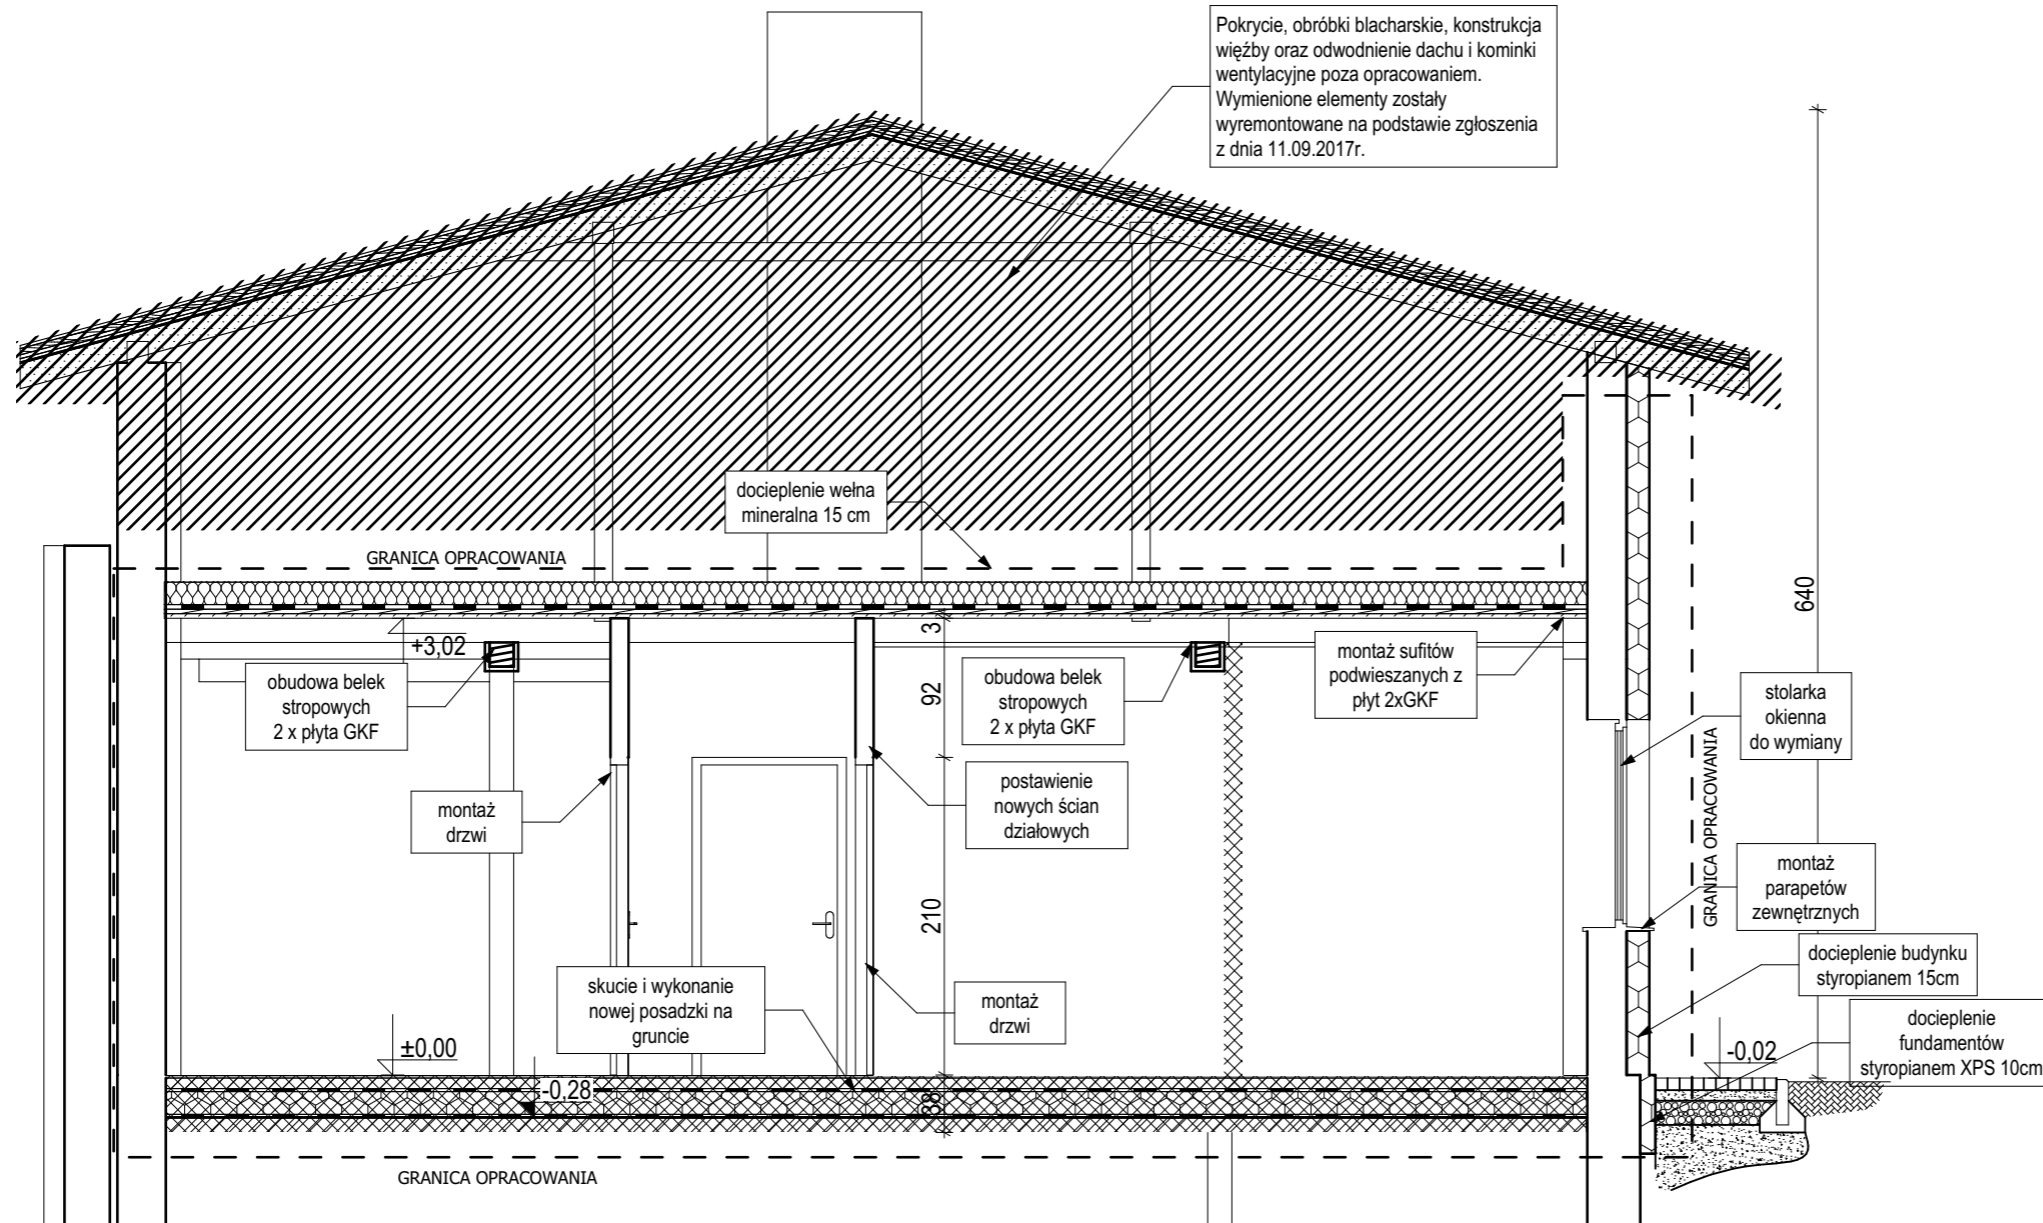 Pokrycie, obróbki blacharskie, konstrukcja
więźby oraz odwodnienie dachu i kominki
wentylacyjne poza opracowaniem.
Wymienione elementy zostały
wyremontowane na podstawie zgłoszenia
z dnia 11.09.2017r.
640
docieplenie wełna
mineralna 15 cm
GRANICA OPRACOWANIA
+3,02
3
obudowa belek
stropowych
2 x płyta GKF
92
obudowa belek
stropowych
2 x płyta GKF
montaż sufitów
podwieszanych z
płyt 2xGKF
stolarka
okienna
do wymiany
GRANICA OPRACOWANIA
montaż
drzwi
postawienie
nowych ścian
działowych
210
montaż
parapetów
zewnętrznych
docieplenie budynku
styropianem 15cm
skucie i wykonanie
nowej posadzki na
gruncie
montaż
drzwi
docieplenie
fundamentów
styropianem XPS 10cm
±0,00
-0,02
-0,28
38
GRANICA OPRACOWANIA